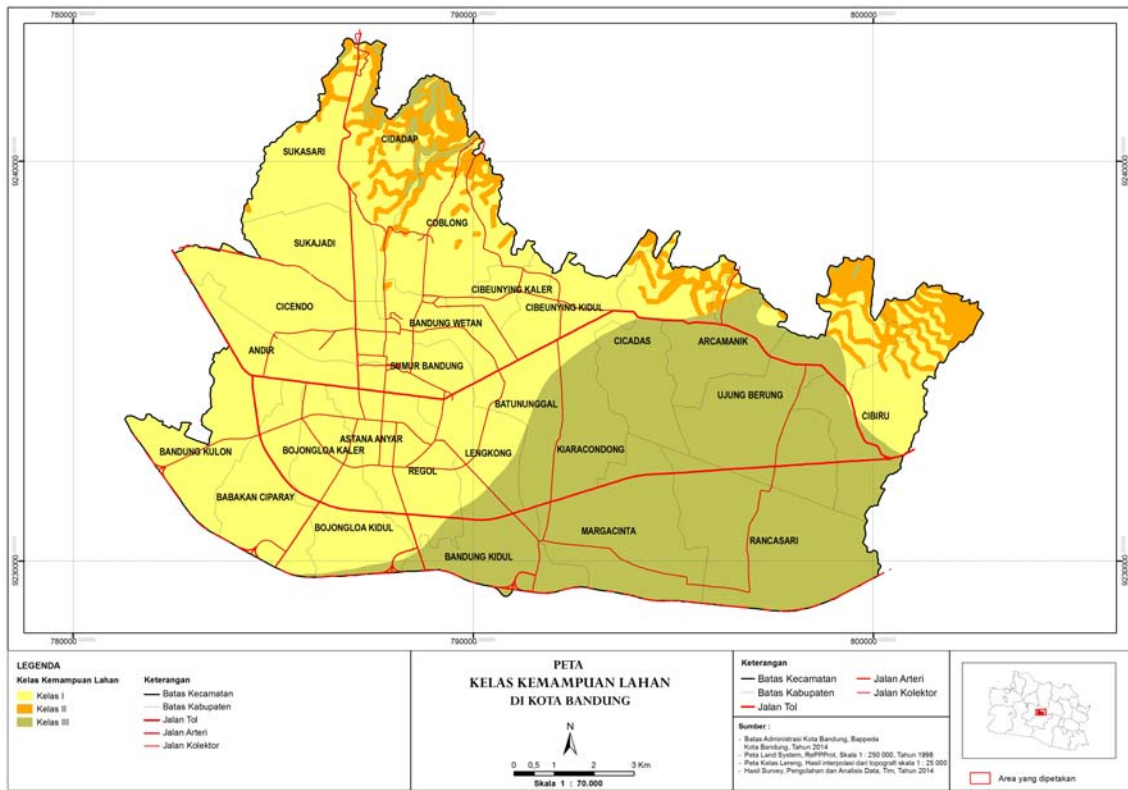 780000
790000
800000
9240000
9240000
9230000
9230000
CIDADAP
SUKASARI
COBLONG
SUKAJADI
CIBEUNYING KALER
CICENDO
CIBEUNYING KIDUL
BANDUNG WETAN
CICADAS
ARCAMANIK
ANDIR
SUMUR BANDUNG
UJUNG BERUNG
BATUNUNGGAL
CIBIRU
ASTANA ANYAR
BANDUNG KULON
BOJONGLOA KALER
LENGKONG
KIARACONDONG
REGOL
BABAKAN CIPARAY
BOJONGLOA KIDUL
MARGACINTA
RANCASARI
BANDUNG KIDUL
780000
790000
800000
LEGENDA
Kelas Kemampuan Lahan
Kelas I
Kelas II
Kelas III
Keterangan
Batas Kecamatan
Batas Kabupaten
Jalan Tol
Jalan Arteri
Jalan Kolektor
PETA
KELAS KEMAMPUAN LAHAN
DI KOTA BANDUNG
N
0 0,5 1 2 3 Km
Skala 1 : 70.000
Keterangan
Batas Kecamatan
Batas Kabupaten
Jalan Tol
Jalan Arteri
Jalan Kolektor
Sumber :
- Batas Administrasi Kota Bandung, Bappeda
Kota Bandung, Tahun 2014
- Peta Land System, RePPProt, Skala 1 : 250 000, Tahun 1998
- Peta Kelas Lereng, Hasil interpolasi dari topografi skala 1 : 25 000
- Hasil Survey, Pengolahan dan Analisis Data, Tim, Tahun 2014
Area yang dipetakan